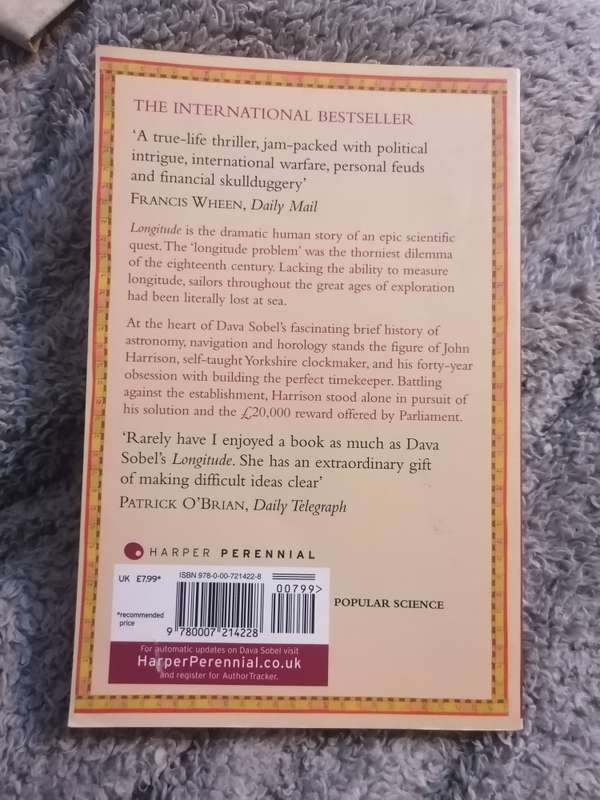 THE INTERNATIONAL BESTSELLER
‘A true-life thriller, jam-packed with political
intrigue, international warfare, personal feuds
and financial skullduggery’
FRANCIS WHEEN, Daily Mail
Longitude is the dramatic human story of an epic scientific
quest. The ‘longitude problem’ was the thorniest dilemma
of the eighteenth century. Lacking the ability to measure
longitude, sailors throughout the great ages of exploration
had been literally lost at sea.
At the heart of Dava Sobel’s fascinating brief history of
astronomy, navigation and horology stands the figure of John
Harrison, self-taught Yorkshire clockmaker, and his forty-year
obsession with building the perfect timekeeper. Battling
against the establishment, Harrison stood alone in pursuit of
his solution and the £20,000 reward offered by Parliament.
‘Rarely have I enjoyed a book as much as Dava
Sobel’s Longitude. She has an extraordinary gift
of making difficult ideas clear’
PATRICK O’BRIAN, Daily Telegraph
HARPER PERENNIAL
UK £7.99*
*recommended
price
ISBN 978-0-00-721422-8
00799>
9 780007 214228
POPULAR SCIENCE
For automatic updates on Dava Sobel visit
HarperPerennial.co.uk
and register for AuthorTracker.